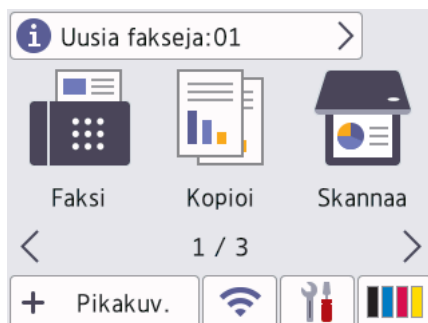 Uusia fakseja:01
Faksi Kopioi Skannaa
1 / 3
+ Pikakuv.